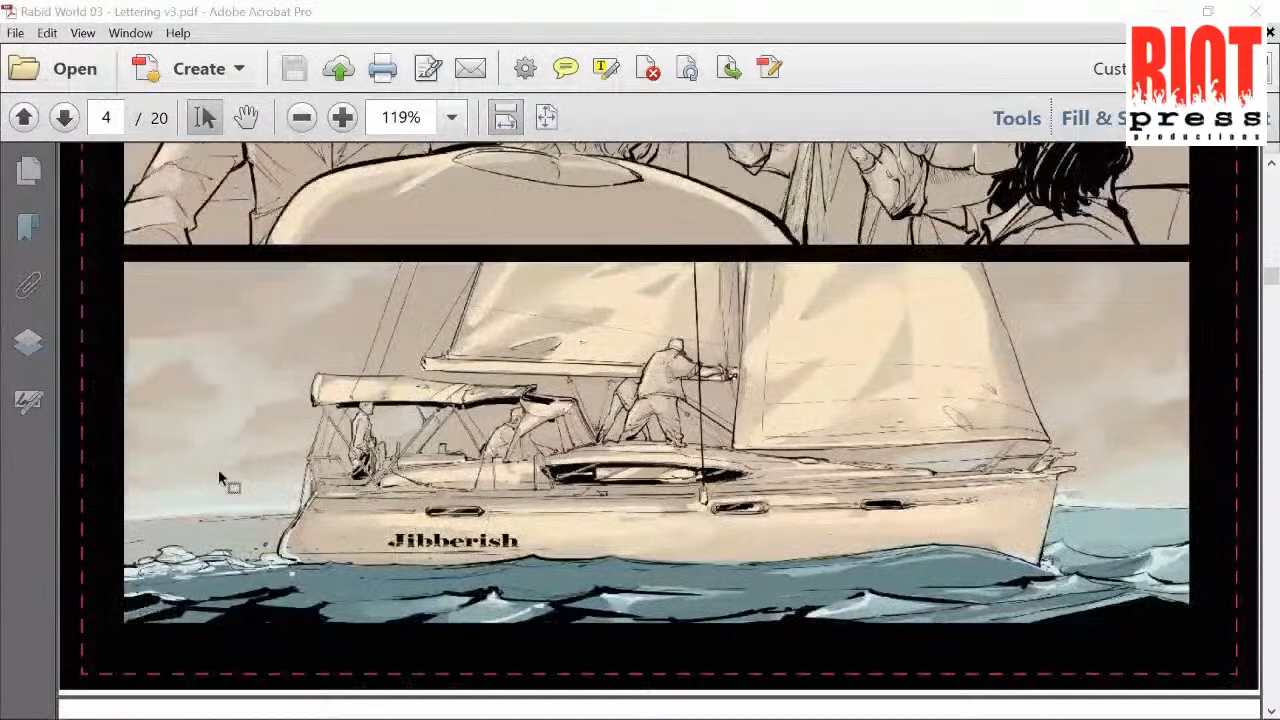 Rabid World 03 - Lettering v3.pdf - Adobe Acrobat Pro
File Edit View Window Help
Open Create Cust
4 / 20 119% Tools Fill & S
RIOT
press
productions
Jibberish